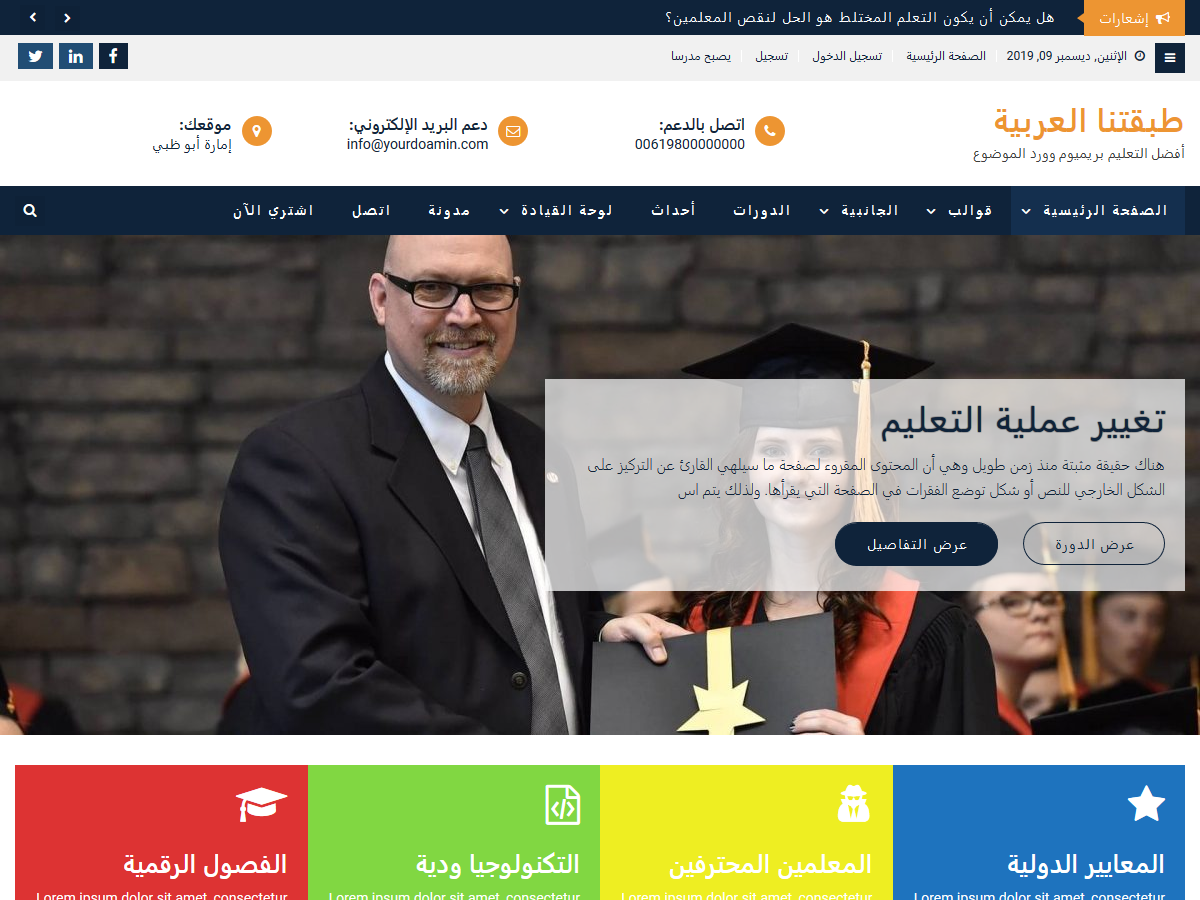 إشعارات
هل يمكن أن يكون التعلم المختلط هو الحل لنقص المعلمين؟
الإثنين, ديسمبر 09, 2019
الصفحة الرئيسية
تسجيل الدخول
تسجيل
يصبح مدرسا
طبقتنا العربية
أفضل التعليم بريميوم وورد الموضوع
اتصل بالدعم:
00619800000000
دعم البريد الإلكتروني:
info@yourdoamin.com
موقعك:
إمارة أبو ظبي
الصفحة الرئيسية
قوالب
الجانبية
الدورات
أحداث
لوحة القيادة
مدونة
اتصل
اشتري الآن
تغيير عملية التعليم
هناك حقيقة مثبتة منذ زمن طويل وهي أن المحتوى المقروء لصفحة ما سيلهي القارئ عن التركيز على
الشكل الخارجي للنص أو شكل توضع الفقرات في الصفحة التي يقرأها. ولذلك يتم اس
عرض الدورة
عرض التفاصيل
المعايير الدولية
Lorem ipsum dolor sit amet, consectetur
المعلمين المحترفين
Lorem ipsum dolor sit amet, consectetur
التكنولوجيا ودية
Lorem ipsum dolor sit amet, consectetur
الفصول الرقمية
Lorem ipsum dolor sit amet, consectetur